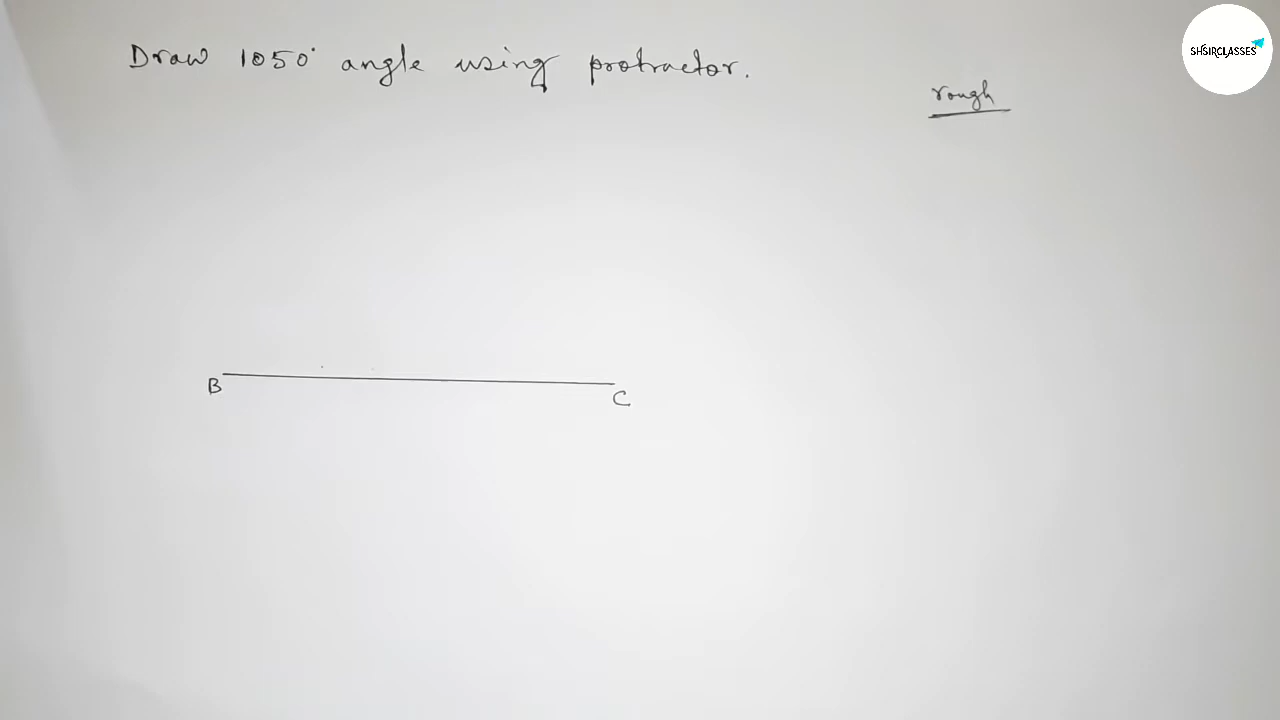 Draw 1050° angle using protractor.
SHSIRCLASSES
rough
B
C